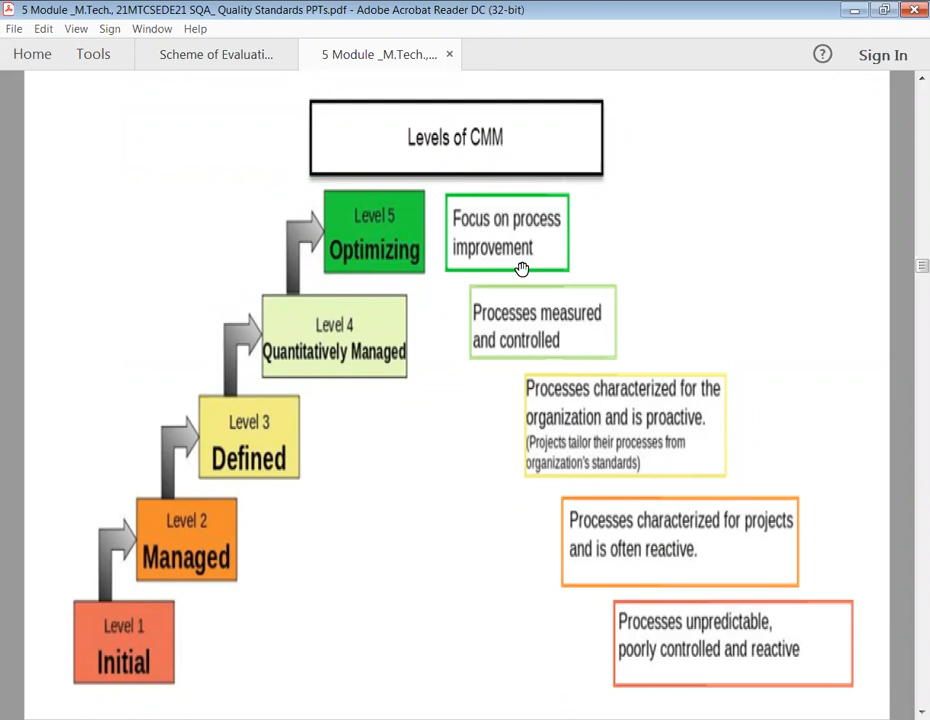 5 Module _M.Tech., 21MTCSEDE21 SQA_ Quality Standards PPTs.pdf - Adobe Acrobat Reader DC (32-bit)
File Edit View Sign Window Help
Home Tools Scheme of Evaluati... 5 Module _M.Tech.,... × ? Sign In
Levels of CMM
Level 5
Optimizing
Focus on process
improvement
Level 4
Quantitatively Managed
Processes measured
and controlled
Level 3
Defined
Processes characterized for the
organization and is proactive.
(Projects tailor their processes from
organization's standards)
Level 2
Managed
Processes characterized for projects
and is often reactive.
Level 1
Initial
Processes unpredictable,
poorly controlled and reactive